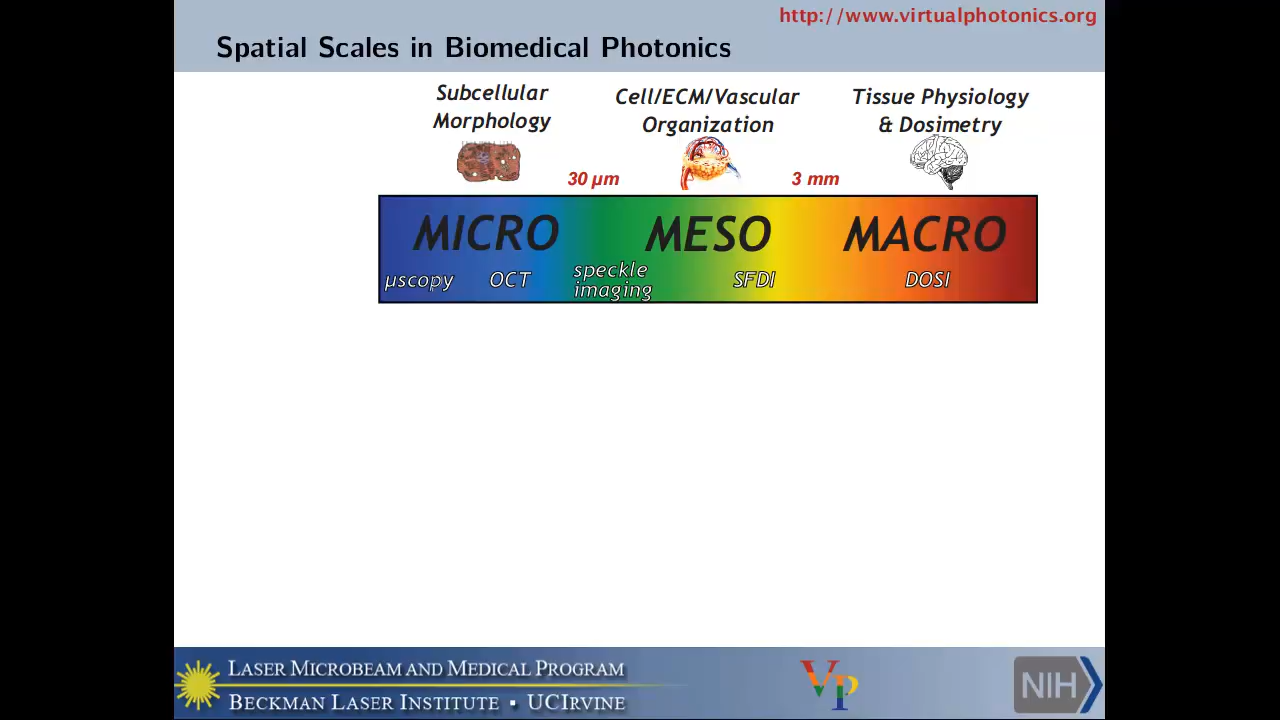 http://www.virtualphotonics.org
Spatial Scales in Biomedical Photonics
Subcellular
Morphology
Cell/ECM/Vascular
Organization
Tissue Physiology
& Dosimetry
30 μm
3 mm
MICRO
MESO
MACRO
μscopy
OCT
speckle
imaging
SFDI
DOSI
LASER MICROBEAM AND MEDICAL PROGRAM
BECKMAN LASER INSTITUTE ▪ UCIRVINE
VP
NIH